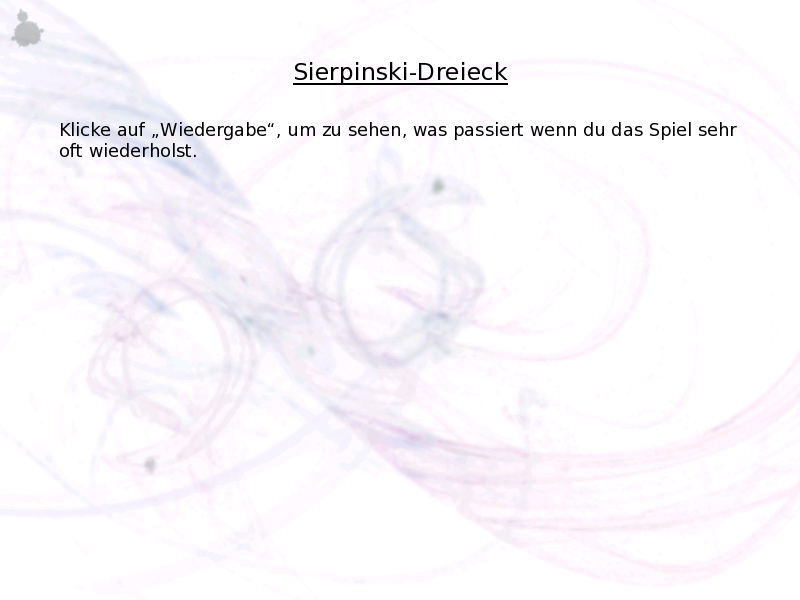 Sierpinski-Dreieck
Klicke auf „Wiedergabe“, um zu sehen, was passiert wenn du das Spiel sehr
oft wiederholst.